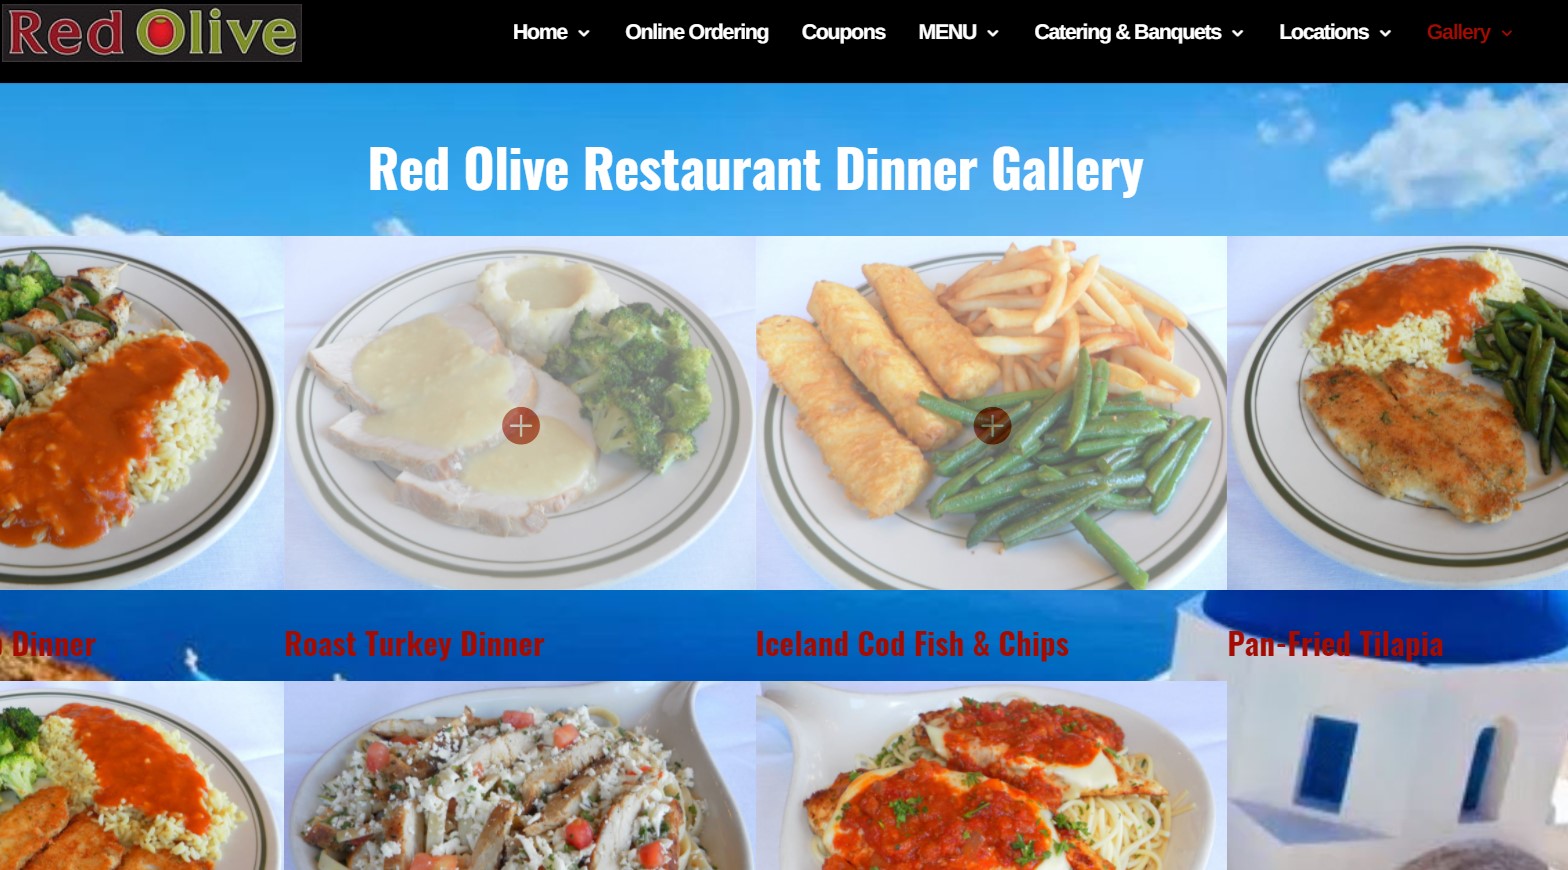 Red Olive
Home
Online Ordering
Coupons
MENU
Catering & Banquets
Locations
Gallery
Red Olive Restaurant Dinner Gallery
Dinner
Roast Turkey Dinner
Iceland Cod Fish & Chips
Pan-Fried Tilapia